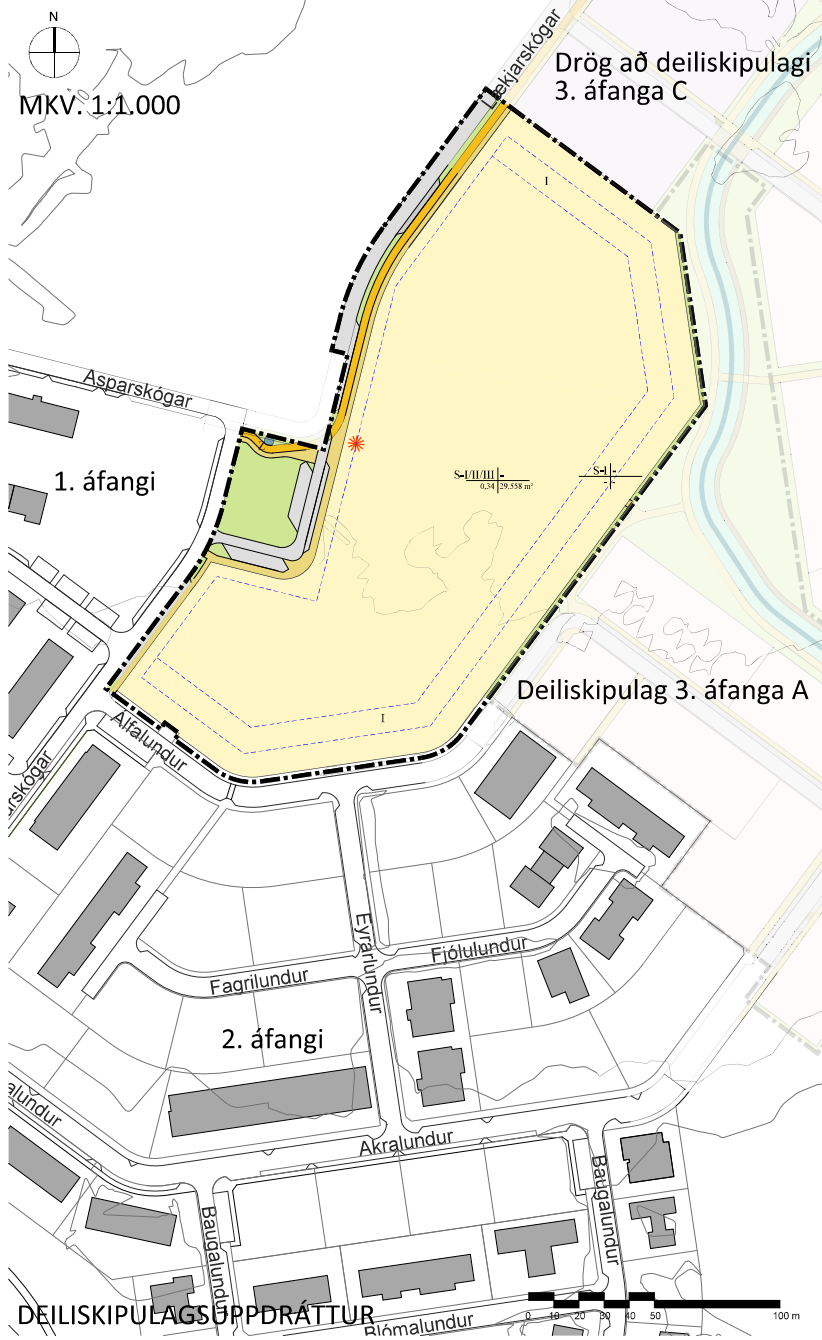 N
MKV. 1:1.000
Drög að deiliskipulagi
3. áfanga C
I
Asparskógar
1. áfangi
S-I/II/III -
0,34 29.558 m²
S-I -
- -
Deiliskipulag 3. áfanga A
I
Álfalundur
Eyrarlundur
Fjólulundur
Fagrilundur
2. áfangi
Akralundur
Baugalundur
Baugalundur
DEILISKIPULAGSUPPDRÁTTUR
Blómalundur
0 10 20 30 40 50 100 m